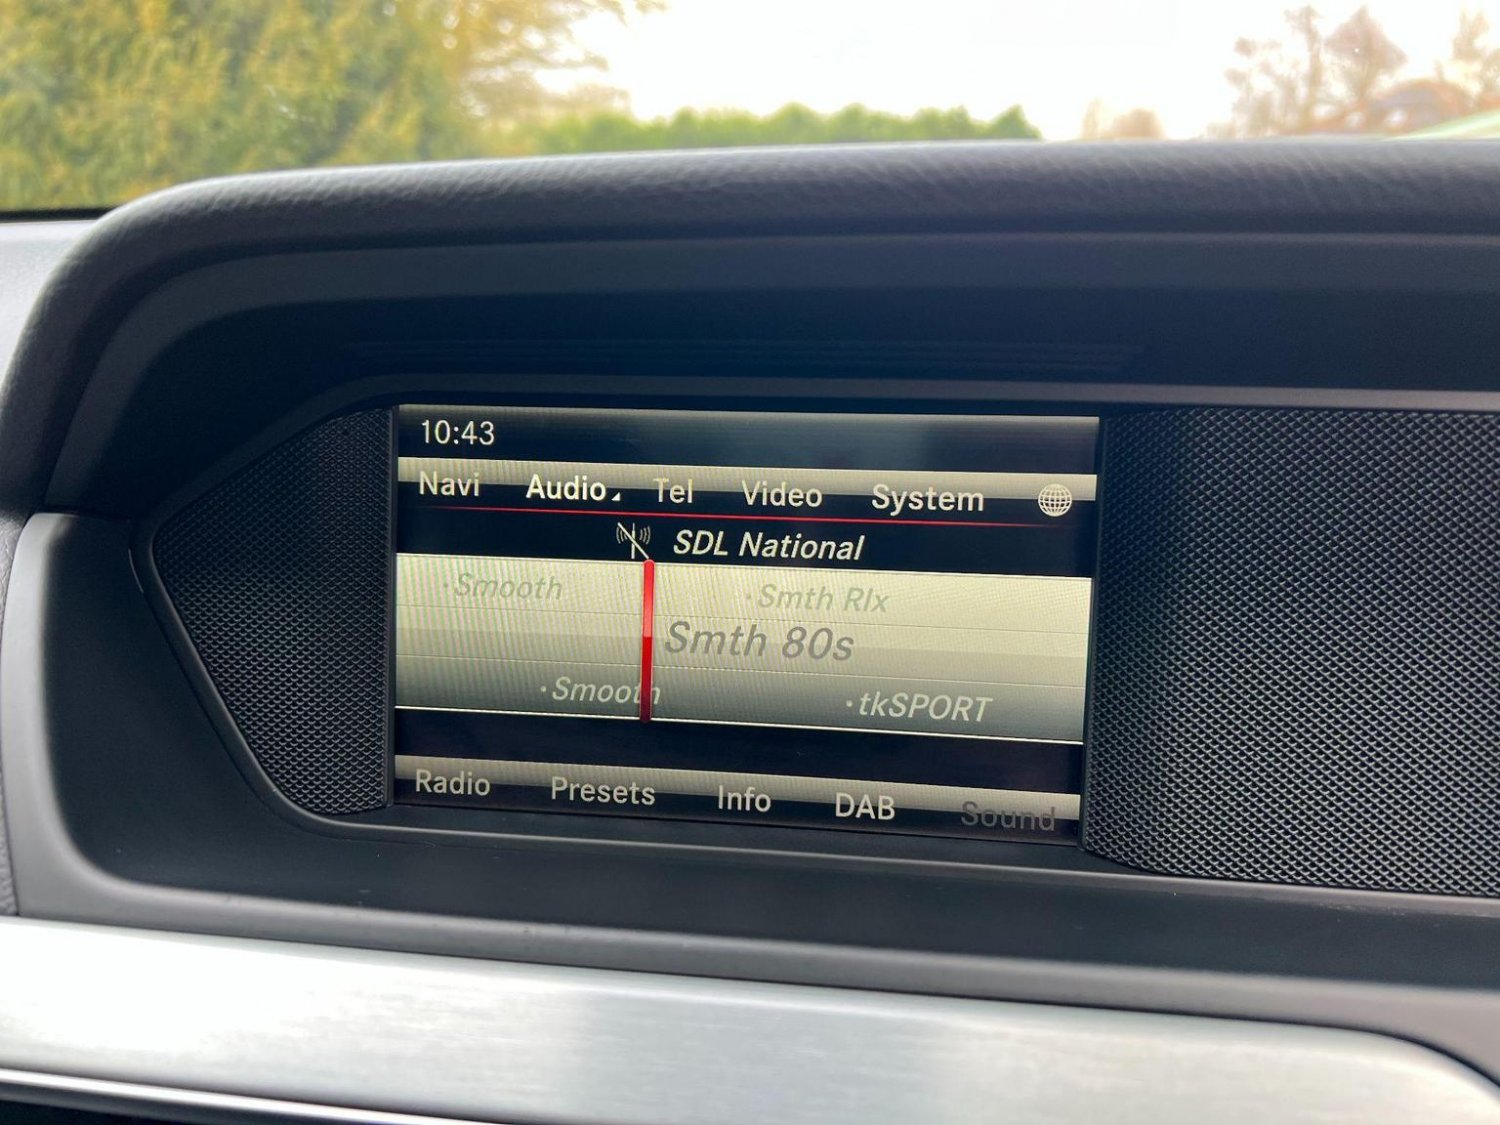 10:43
Navi Audio Tel Video System
SDL National
·Smooth ·Smth Rlx
Smth 80s
·Smooth ·tkSPORT
Radio Presets Info DAB Sound